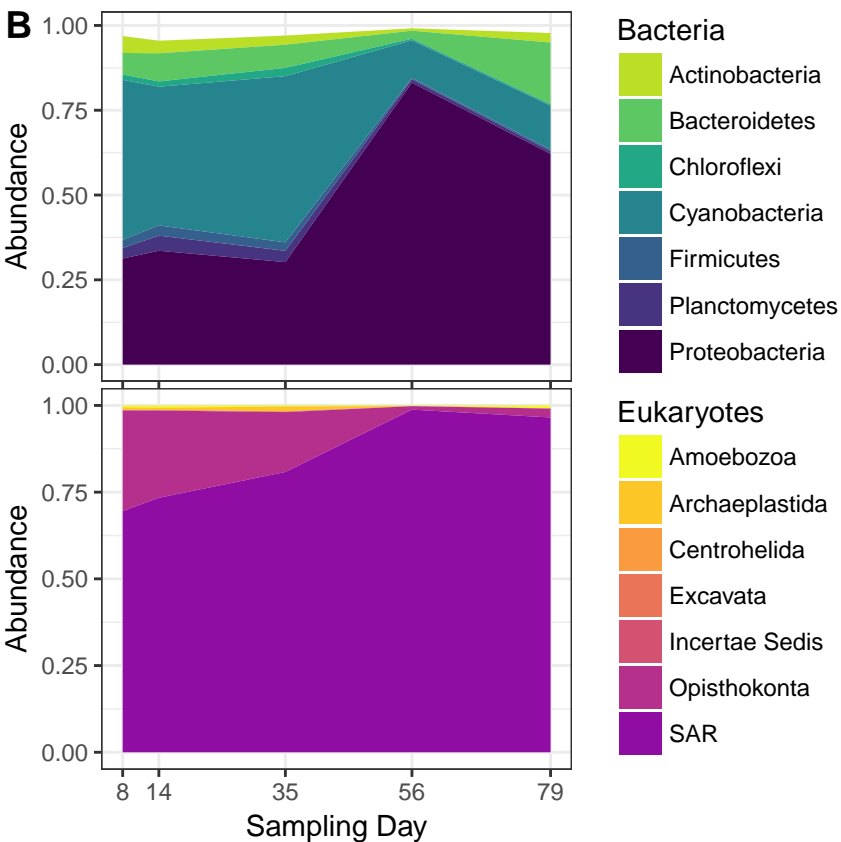 B
1.00
0.75
0.50
0.25
0.00
Abundance
Bacteria
Actinobacteria
Bacteroidetes
Chloroflexi
Cyanobacteria
Firmicutes
Planctomycetes
Proteobacteria
1.00
0.75
0.50
0.25
0.00
Abundance
8 14 35 56 79
Sampling Day
Eukaryotes
Amoebozoa
Archaeplastida
Centrohelida
Excavata
Incertae Sedis
Opisthokonta
SAR